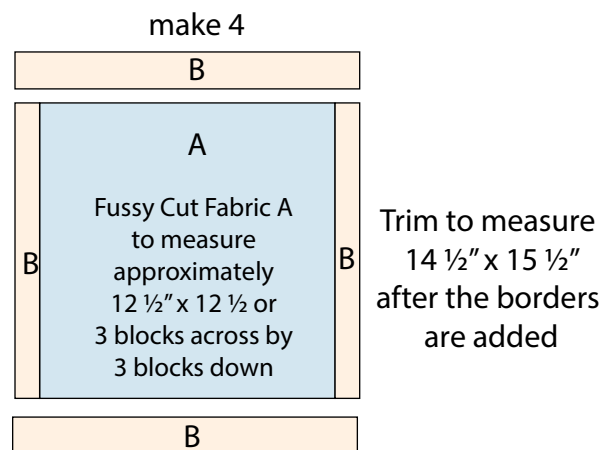 make 4
B
A
Fussy Cut Fabric A
to measure
approximately
12 ½” x 12 ½ or
3 blocks across by
3 blocks down
B
B
Trim to measure
14 ½” x 15 ½”
after the borders
are added
B